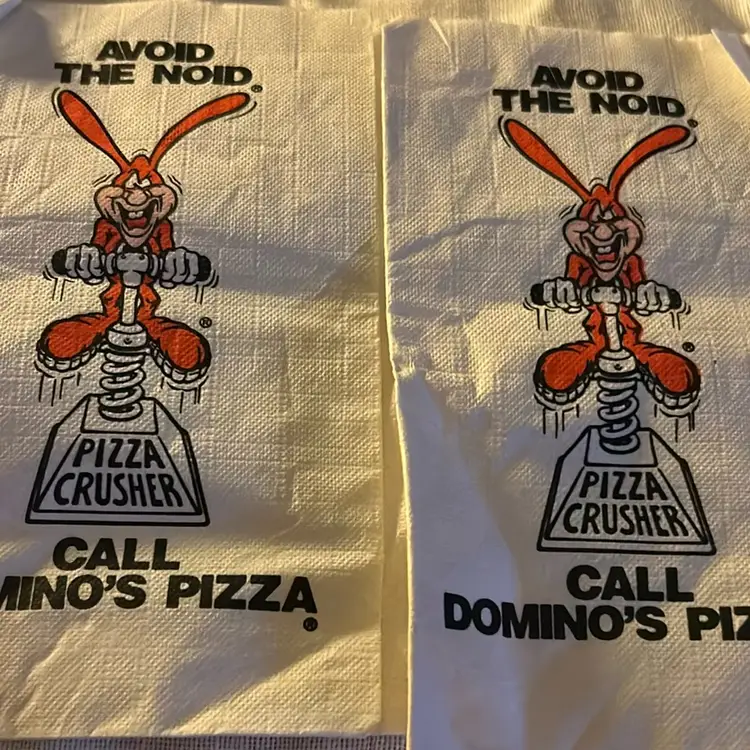 AVOID
THE NOID®
®
PIZZA
CRUSHER
CALL
MINO'S PIZZA
®
AVOID
THE NOID®
®
PIZZA
CRUSHER
CALL
DOMINO'S PIZ